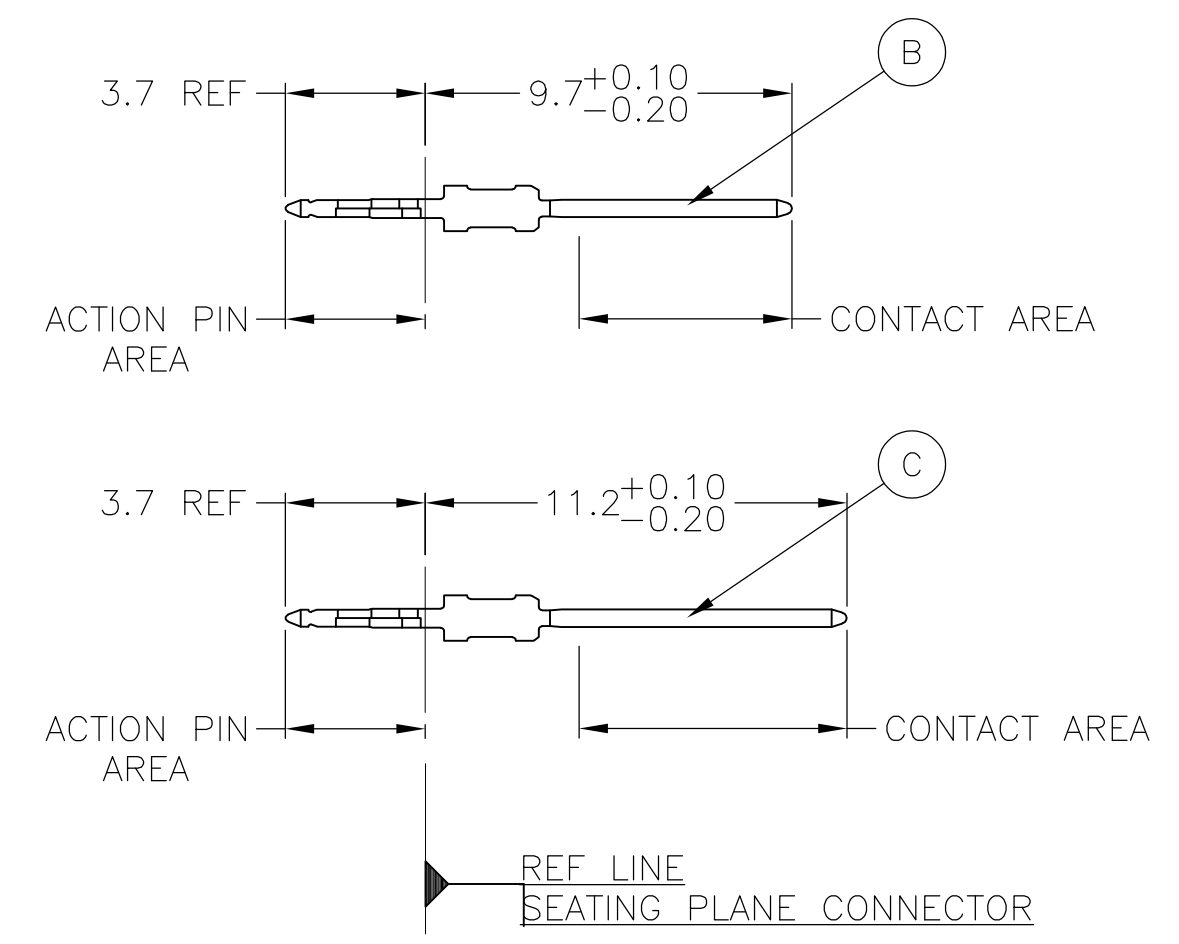 B
3.7 REF
9.7 +0.10
-0.20
ACTION PIN
AREA
CONTACT AREA
C
3.7 REF
11.2 +0.10
-0.20
ACTION PIN
AREA
CONTACT AREA
REF LINE
SEATING PLANE CONNECTOR